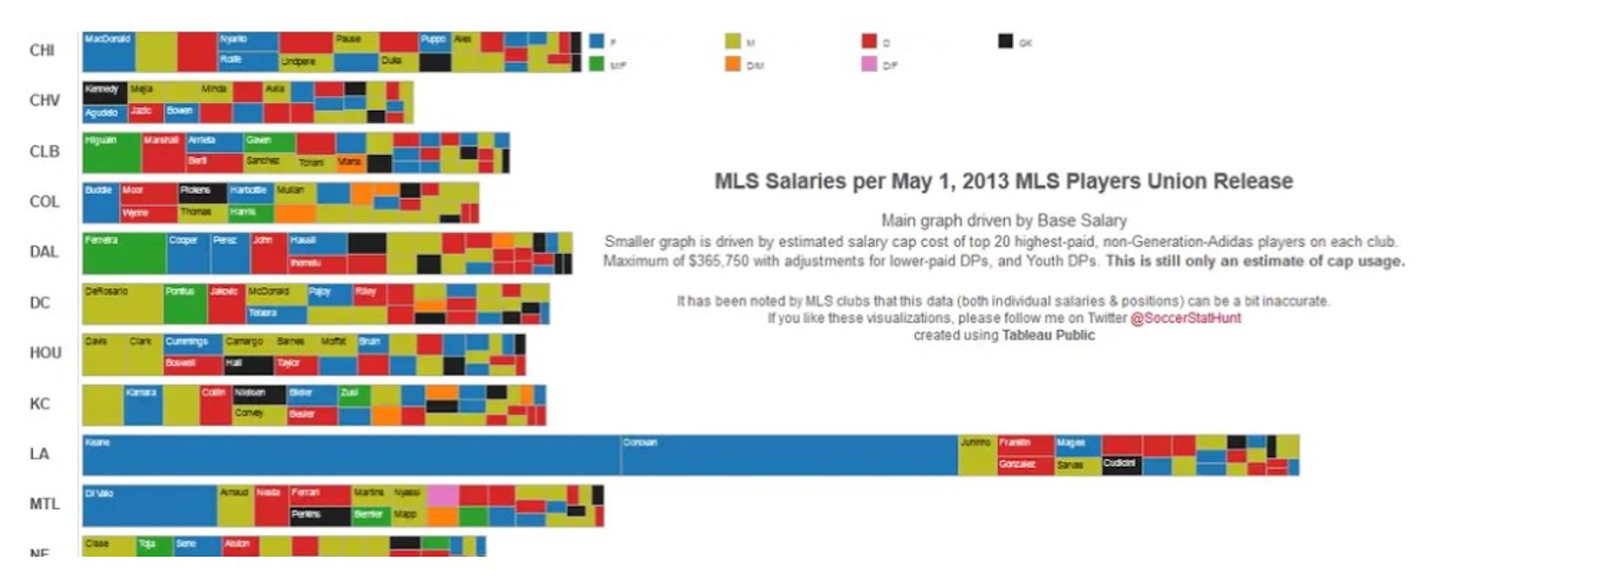 CHI
MacDonald Nyarko Pause Puppo Alex
Rolfe Lindpere Duka
F M D GK
M/F D/M D/F
CHV
Kennedy Mejia Minda Avila
Agudelo Jazic Bowen
CLB
Higuain Marshall Arrieta Gaven
Bertl Sanchez Tchani Viana
COL
Buddle Moor Pickens Harbottle Mullan
Wynne Thomas Harris
DAL
Ferreira Cooper Perez John Hassli
Ihemelu
DC
DeRosario Pontius Jakovic McDonald Pajoy Riley
Teixeira
HOU
Davis Clark Cummings Camargo Barnes Moffat Bruin
Boswell Hall Taylor
KC
Kamara Collin Nielsen Bieler Zusi
Convey Besler
LA
Keane Donovan Juninho Franklin Magee
Gonzalez Sarvas Cudicini
MTL
Di Vaio Arnaud Nesta Ferrari Martins Nyassi
Perkins Bernier Mapp
NE
Cisse Toja Sene Alston
MLS Salaries per May 1, 2013 MLS Players Union Release
Main graph driven by Base Salary
Smaller graph is driven by estimated salary cap cost of top 20 highest-paid, non-Generation-Adidas players on each club.
Maximum of $365,750 with adjustments for lower-paid DPs, and Youth DPs. This is still only an estimate of cap usage.
It has been noted by MLS clubs that this data (both individual salaries & positions) can be a bit inaccurate.
If you like these visualizations, please follow me on Twitter @SoccerStatHunt
created using Tableau Public